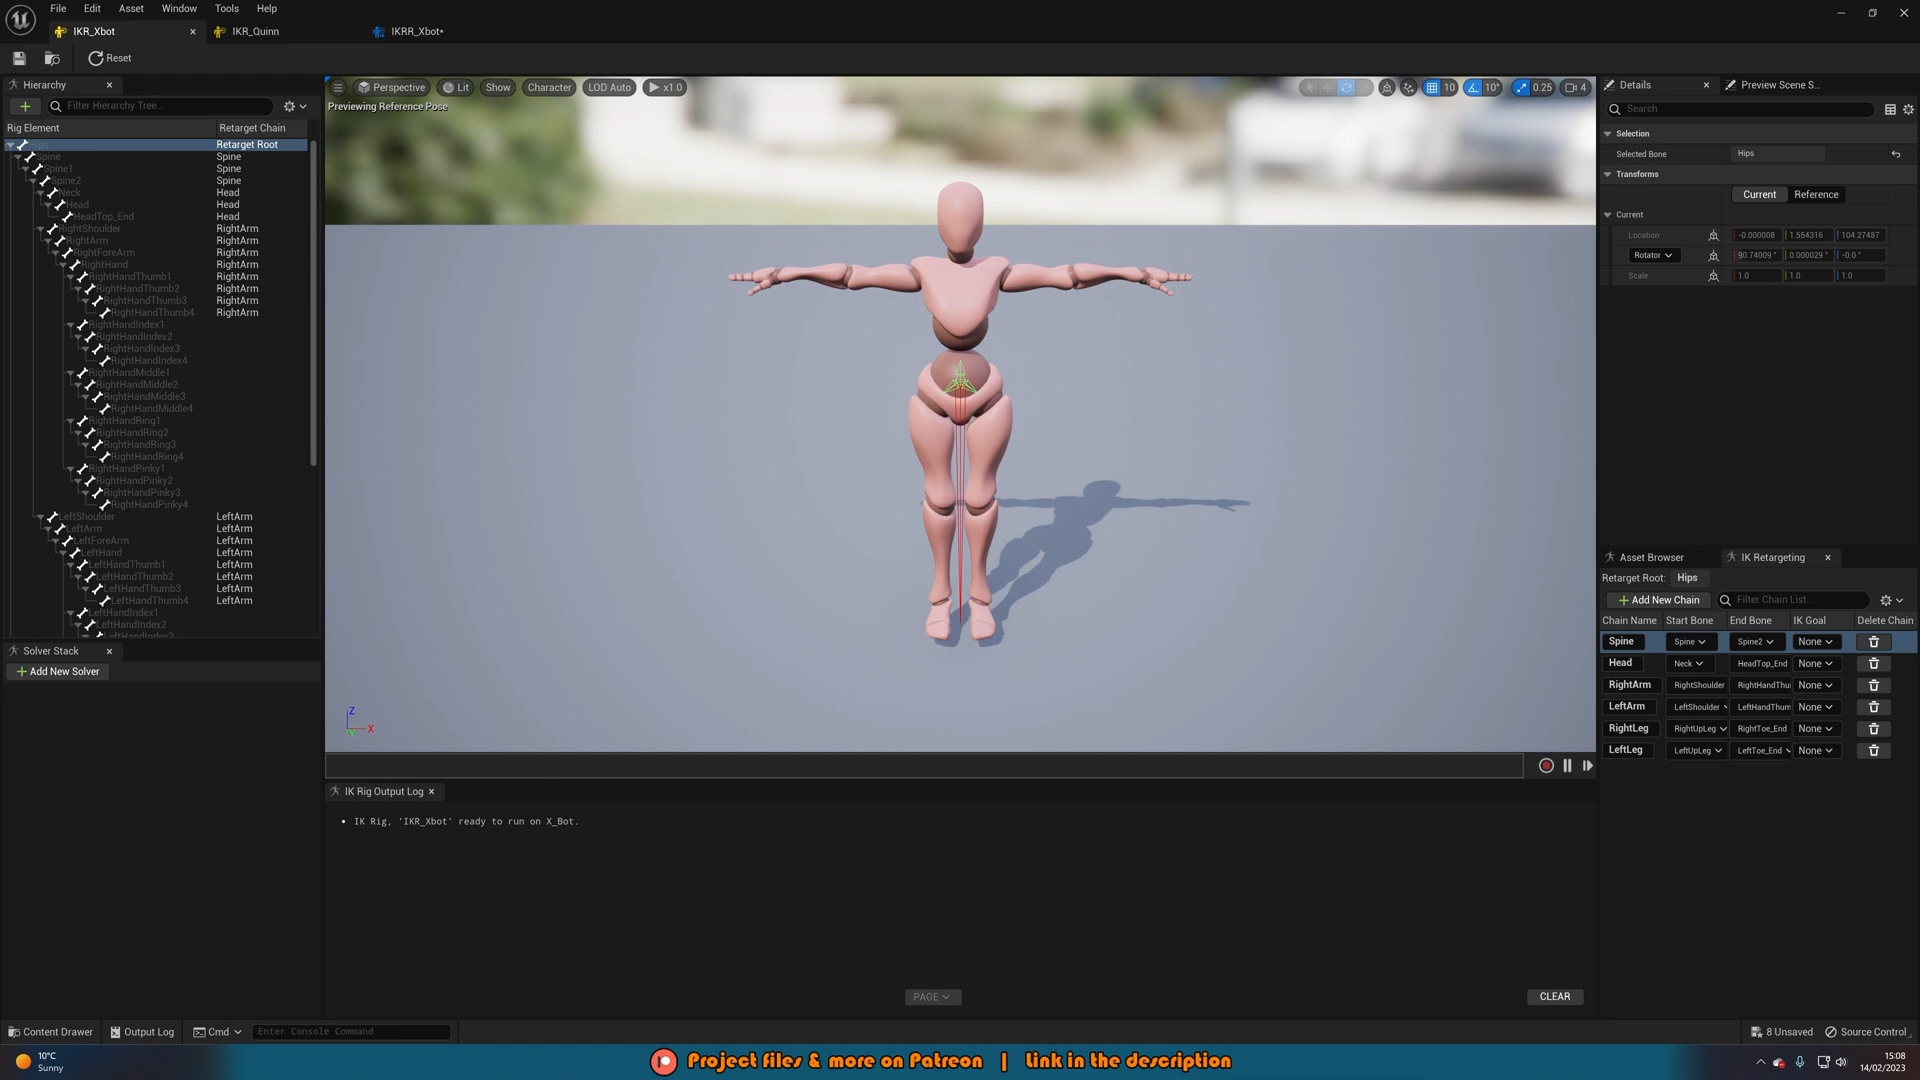 File Edit Asset Window Tools Help
IKR_Xbot IKR_Quinn IKRR_Xbot*
Reset
Hierarchy
Filter Hierarchy Tree...
Rig Element Retarget Chain
Hips Retarget Root
Spine Spine
Spine1 Spine
Spine2 Spine
Neck Head
Head Head
HeadTop_End Head
RightShoulder RightArm
RightArm RightArm
RightForeArm RightArm
RightHand RightArm
RightHandThumb1 RightArm
RightHandThumb2 RightArm
RightHandThumb3 RightArm
RightHandThumb4 RightArm
RightHandIndex1
RightHandIndex2
RightHandIndex3
RightHandIndex4
RightHandMiddle1
RightHandMiddle2
RightHandMiddle3
RightHandMiddle4
RightHandRing1
RightHandRing2
RightHandRing3
RightHandRing4
RightHandPinky1
RightHandPinky2
RightHandPinky3
RightHandPinky4
LeftShoulder LeftArm
LeftArm LeftArm
LeftForeArm LeftArm
LeftHand LeftArm
LeftHandThumb1 LeftArm
LeftHandThumb2 LeftArm
LeftHandThumb3 LeftArm
LeftHandThumb4 LeftArm
LeftHandIndex1
LeftHandIndex2
LeftHandIndex3
Solver Stack
Add New Solver
Perspective Lit Show Character LOD Auto x1.0 10 10° 0.25 4
Previewing Reference Pose
Z
X
Y
IK Rig Output Log
IK Rig, 'IKR_Xbot' ready to run on X_Bot.
PAGE CLEAR
Details Preview Scene S...
Search
Selection
Selected Bone Hips
Transforms
Current Reference
Current
Location -0.000008 1.554316 104.27487
Rotator 90.74009 ° 0.000029 ° -0.0 °
Scale 1.0 1.0 1.0
Asset Browser IK Retargeting
Retarget Root: Hips
Add New Chain Filter Chain List...
Chain Name Start Bone End Bone IK Goal Delete Chain
Spine Spine Spine2 None
Head Neck HeadTop_End None
RightArm RightShoulder RightHandThu None
LeftArm LeftShoulder LeftHandThum None
RightLeg RightUpLeg RightToe_End None
LeftLeg LeftUpLeg LeftToe_End None
Content Drawer Output Log Cmd Enter Console Command 8 Unsaved Source Control
10°C
Sunny
Project files & more on Patreon | Link in the description
15:08
14/02/2023